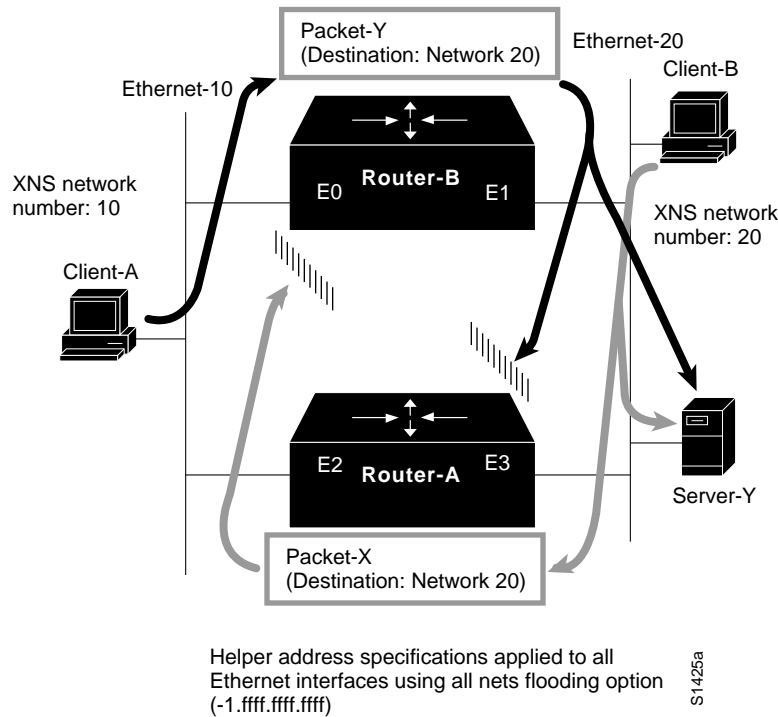 Packet-Y
(Destination: Network 20)
Ethernet-20
Client-B
Ethernet-10
Router-B
E0
E1
XNS network
number: 10
XNS network
number: 20
Client-A
E2
Router-A
E3
Server-Y
Packet-X
(Destination: Network 20)
Helper address specifications applied to all
Ethernet interfaces using all nets flooding option
(-1.ffff.ffff.ffff)
S1425a